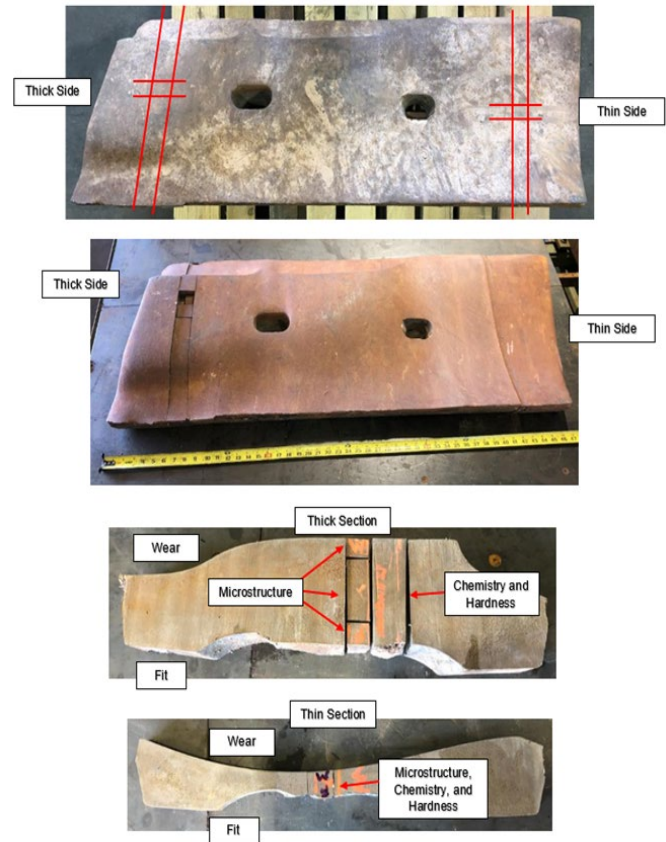 Thick Side
Thin Side
Thick Side
Thin Side
Thick Section
Wear
Microstructure
Chemistry and
Hardness
Fit
Thin Section
Wear
Microstructure,
Chemistry, and
Hardness
Fit